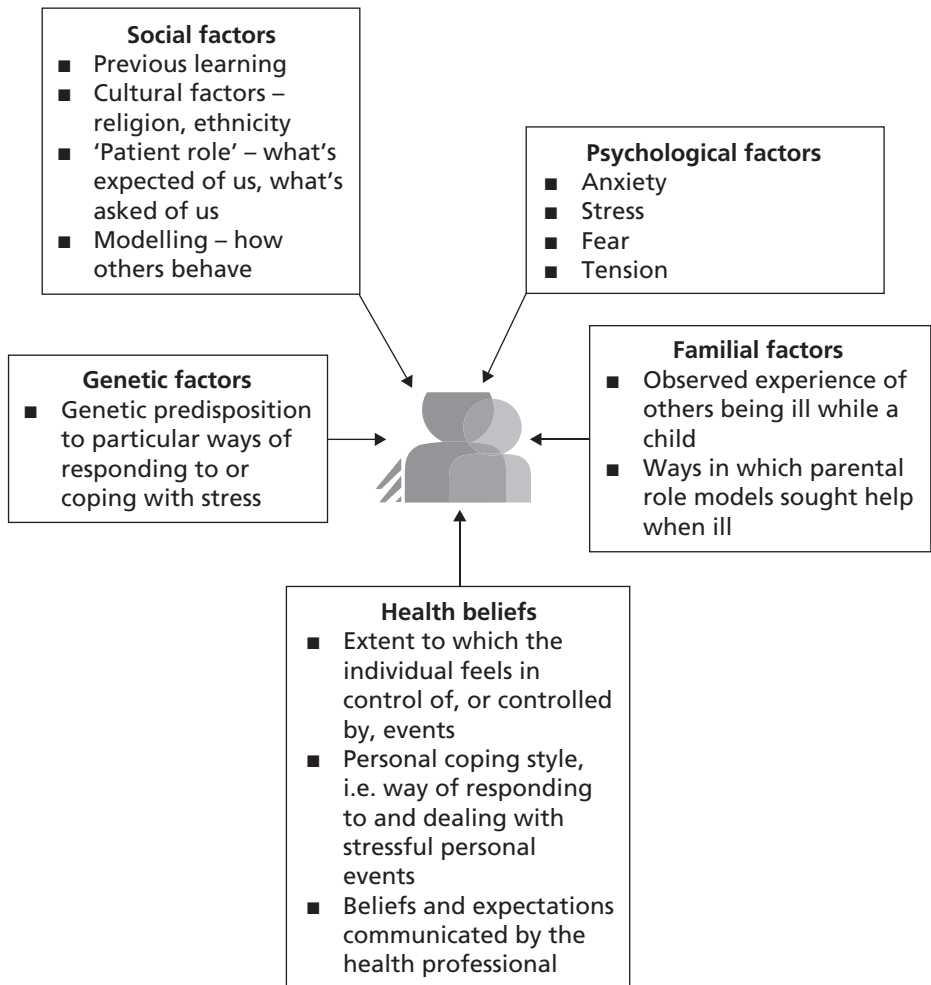 Social factors
■ Previous learning
■ Cultural factors –
religion, ethnicity
■ ‘Patient role’ – what’s
expected of us, what’s
asked of us
■ Modelling – how
others behave
Psychological factors
■ Anxiety
■ Stress
■ Fear
■ Tension
Genetic factors
■ Genetic predisposition
to particular ways of
responding to or
coping with stress
Familial factors
■ Observed experience of
others being ill while a
child
■ Ways in which parental
role models sought help
when ill
Health beliefs
■ Extent to which the
individual feels in
control of, or controlled
by, events
■ Personal coping style,
i.e. way of responding
to and dealing with
stressful personal
events
■ Beliefs and expectations
communicated by the
health professional